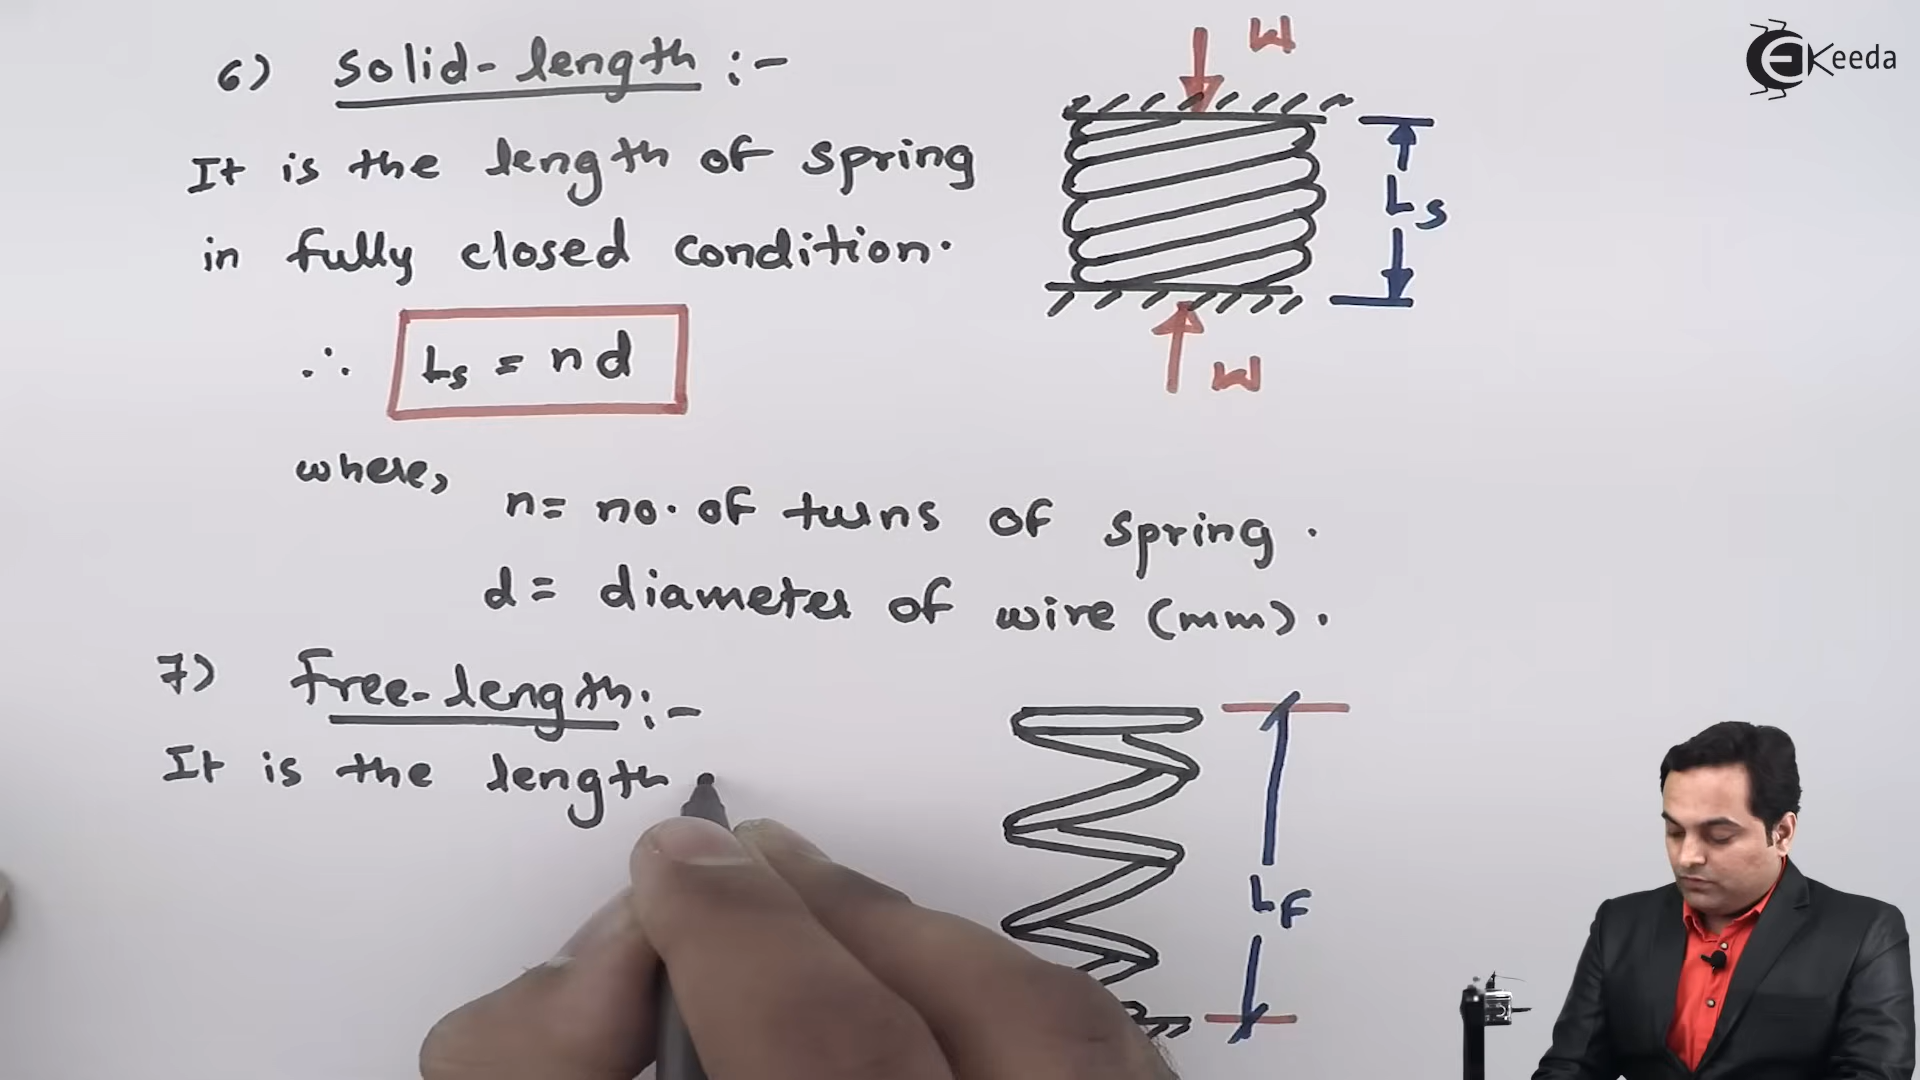 6) Solid-length :-
It is the length of spring
in fully closed condition.
∴ Ls = nd
where,
n= no. of turns of spring.
d= diameter of wire (mm).
7) Free-length:-
It is the length
W
Ls
W
LF
EKeeda